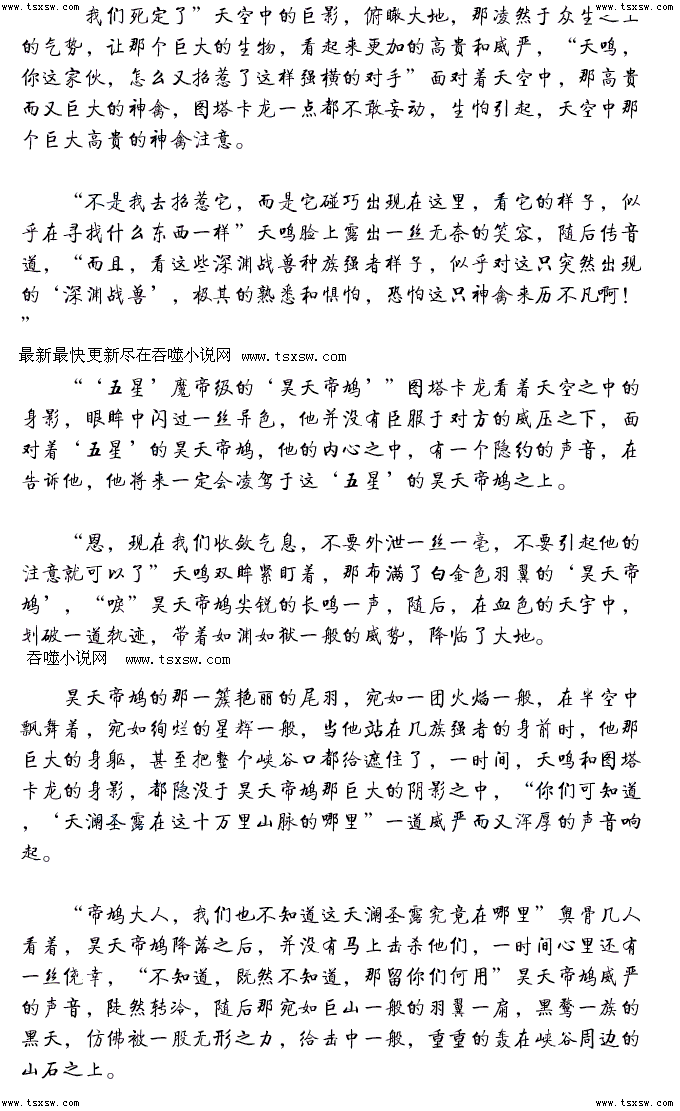 www.tsxsw.com www.tsxsw.com
我们死定了”天空中的巨影，俯瞰大地，那凌然于众生之上
的气势，让那个巨大的生物，看起来更加的高贵和威严，“天鸣，
你这家伙，怎么又招惹了这样强横的对手”面对着天空中，那高贵
而又巨大的神禽，图塔卡龙一点都不敢妄动，生怕引起，天空中那
个巨大高贵的神禽注意。
“不是我去招惹它，而是它碰巧出现在这里，看它的样子，似
乎在寻找什么东西一样”天鸣脸上露出一丝无奈的笑容，随后传音
道，“而且，看这些深渊战兽种族强者样子，似乎对这只突然出现
的‘深渊战兽’，极其的熟悉和惧怕，恐怕这只神禽来历不凡啊！
”
最新最快更新尽在吞噬小说网 www.tsxsw.com
“‘五星’魔帝级的‘昊天帝鸠’”图塔卡龙看着天空之中的
身影，眼眸中闪过一丝异色，他并没有臣服于对方的威压之下，面
对着‘五星’的昊天帝鸠，他的内心之中，有一个隐约的声音，在
告诉他，他将来一定会凌驾于这‘五星’的昊天帝鸠之上。
“恩，现在我们收敛气息，不要外泄一丝一毫，不要引起他的
注意就可以了”天鸣双眸紧盯着，那布满了白金色羽翼的‘昊天帝
鸠’，“唳”昊天帝鸠尖锐的长鸣一声，随后，在血色的天宇中，
划破一道轨迹，带着如渊如狱一般的威势，降临了大地。
吞噬小说网 www.tsxsw.com
昊天帝鸠的那一簇艳丽的尾羽，宛如一团火焰一般，在半空中
飘舞着，宛如绚烂的星辉一般，当他站在几族强者的身前时，他那
巨大的身躯，甚至把整个峡谷口都给遮住了，一时间，天鸣和图塔
卡龙的身影，都隐没于昊天帝鸠那巨大的阴影之中，“你们可知道
，‘天澜圣露在这十万里山脉的哪里”一道威严而又浑厚的声音响
起。
“帝鸠大人，我们也不知道这天澜圣露究竟在哪里”奥骨几人
看着，昊天帝鸠降落之后，并没有马上击杀他们，一时间心里还有
一丝侥幸，“不知道，既然不知道，那留你们何用”昊天帝鸠威严
的声音，陡然转冷，随后那宛如巨山一般的羽翼一扇，黑鹜一族的
黑天，仿佛被一股无形之力，给击中一般，重重的轰在峡谷周边的
山石之上。
www.tsxsw.com www.tsxsw.com